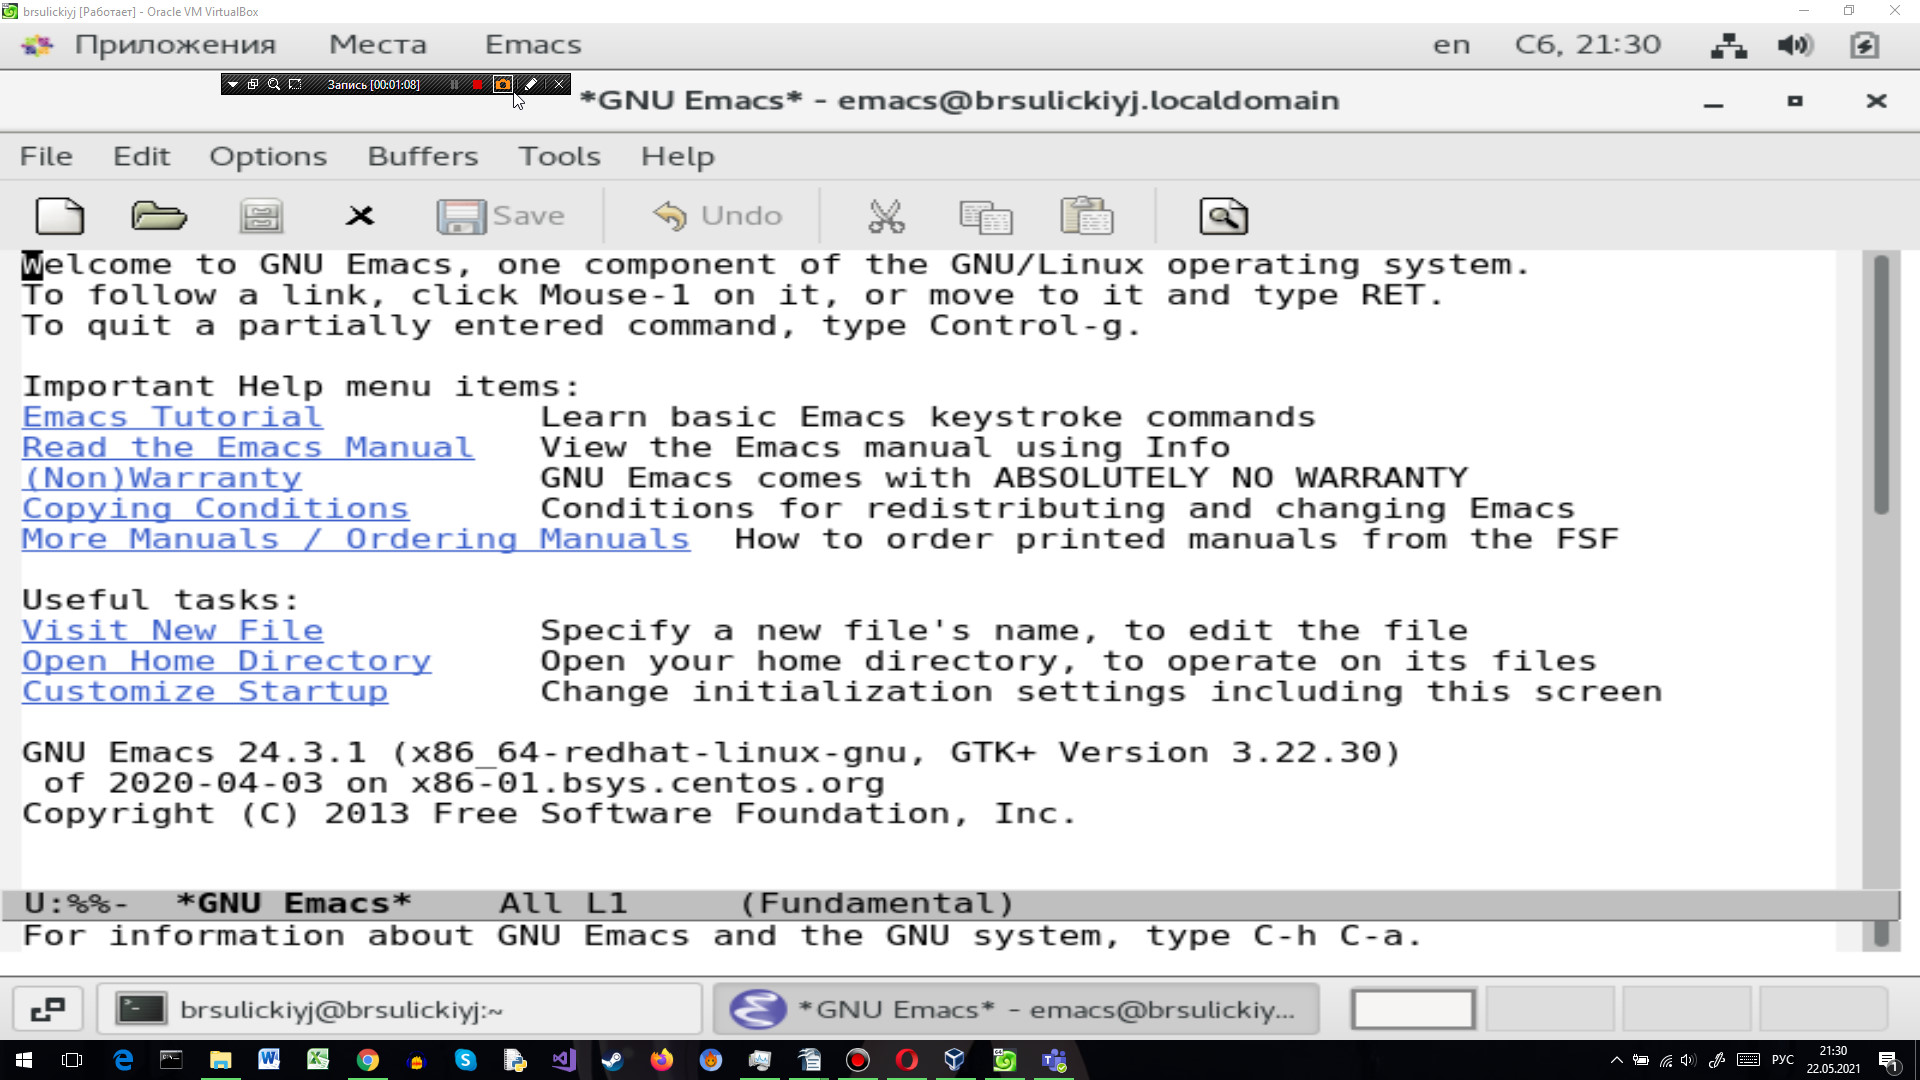 brsulickiyj [Работает] - Oracle VM VirtualBox
Приложения Места Emacs en Сб, 21:30
Запись [00:01:08]
*GNU Emacs* - emacs@brsulickiyj.localdomain
File Edit Options Buffers Tools Help
Save Undo
Welcome to GNU Emacs, one component of the GNU/Linux operating system.
To follow a link, click Mouse-1 on it, or move to it and type RET.
To quit a partially entered command, type Control-g.
Important Help menu items:
Emacs Tutorial Learn basic Emacs keystroke commands
Read the Emacs Manual View the Emacs manual using Info
(Non)Warranty GNU Emacs comes with ABSOLUTELY NO WARRANTY
Copying Conditions Conditions for redistributing and changing Emacs
More Manuals / Ordering Manuals How to order printed manuals from the FSF
Useful tasks:
Visit New File Specify a new file's name, to edit the file
Open Home Directory Open your home directory, to operate on its files
Customize Startup Change initialization settings including this screen
GNU Emacs 24.3.1 (x86_64-redhat-linux-gnu, GTK+ Version 3.22.30)
of 2020-04-03 on x86-01.bsys.centos.org
Copyright (C) 2013 Free Software Foundation, Inc.
U:%%- *GNU Emacs* All L1 (Fundamental)
For information about GNU Emacs and the GNU system, type C-h C-a.
brsulickiyj@brsulickiyj:~ *GNU Emacs* - emacs@brsulickiy...
РУС 21:30
22.05.2021 1